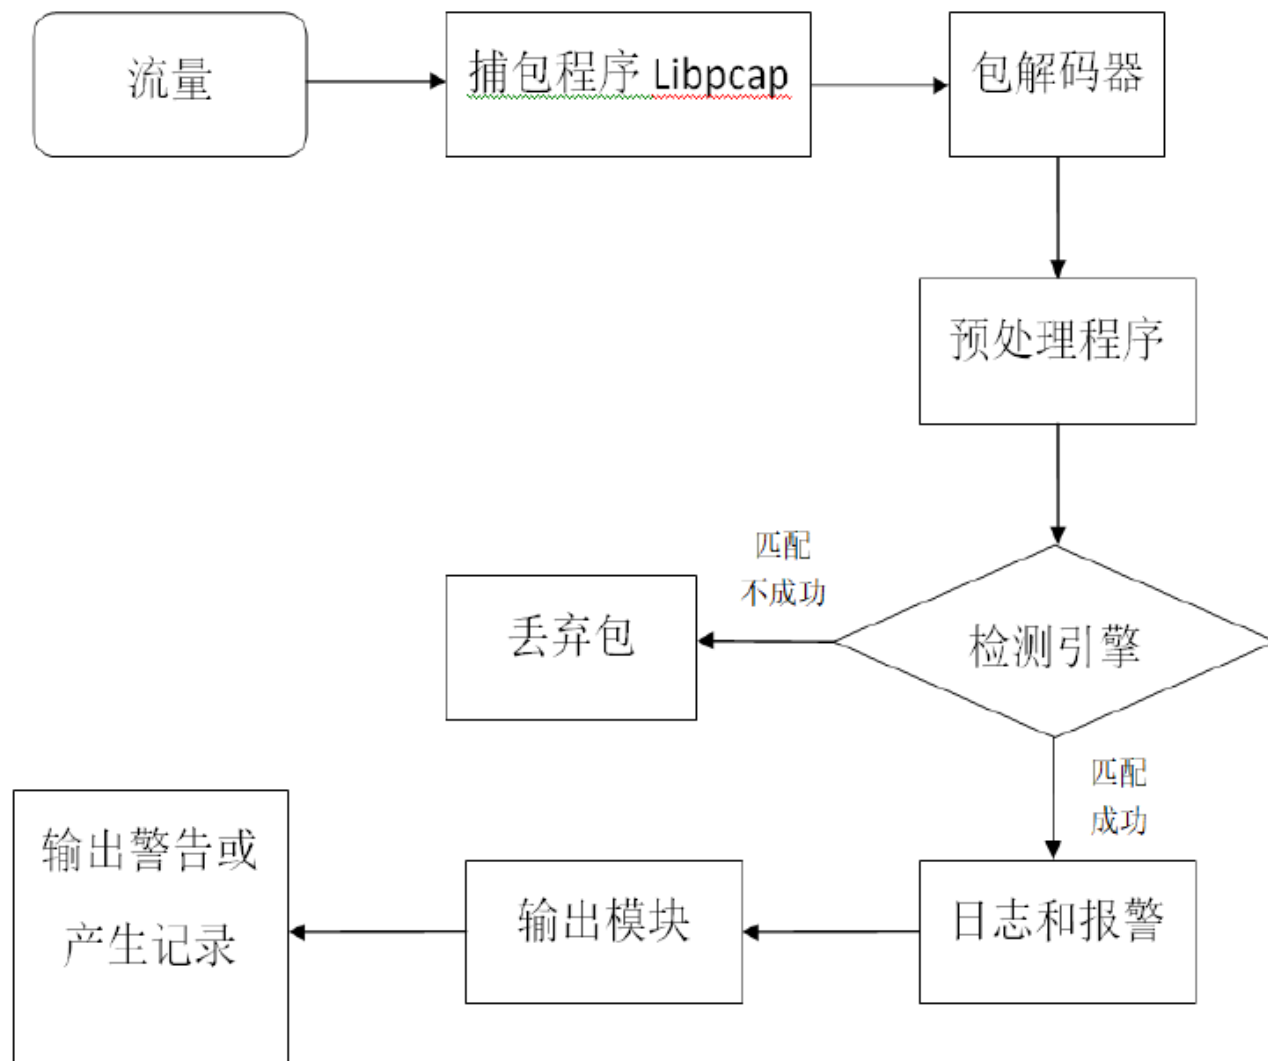 流量
捕包程序 Libpcap
包解码器
预处理程序
匹配
不成功
丢弃包
检测引擎
匹配
成功
输出警告或
产生记录
输出模块
日志和报警